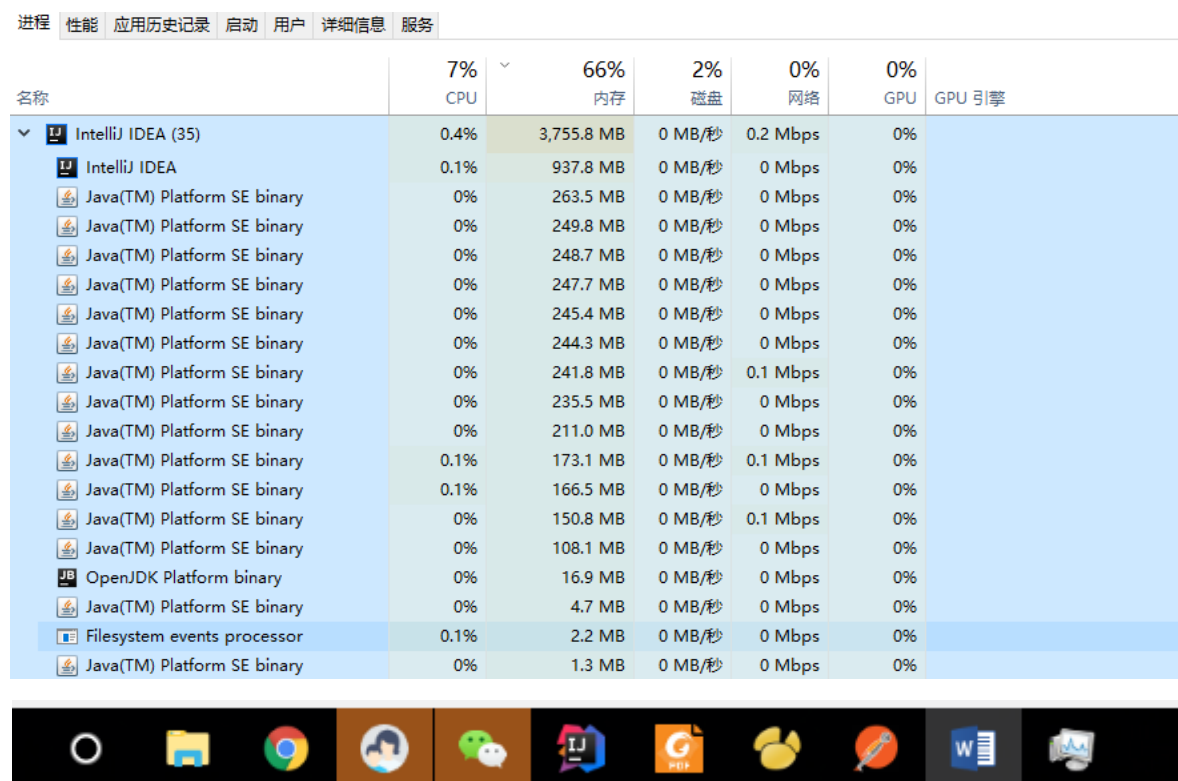 进程 性能 应用历史记录 启动 用户 详细信息 服务
7% 66% 2% 0% 0%
名称 CPU 内存 磁盘 网络 GPU GPU 引擎
IntelliJ IDEA (35) 0.4% 3,755.8 MB 0 MB/秒 0.2 Mbps 0%
IntelliJ IDEA 0.1% 937.8 MB 0 MB/秒 0 Mbps 0%
Java(TM) Platform SE binary 0% 263.5 MB 0 MB/秒 0 Mbps 0%
Java(TM) Platform SE binary 0% 249.8 MB 0 MB/秒 0 Mbps 0%
Java(TM) Platform SE binary 0% 248.7 MB 0 MB/秒 0 Mbps 0%
Java(TM) Platform SE binary 0% 247.7 MB 0 MB/秒 0 Mbps 0%
Java(TM) Platform SE binary 0% 245.4 MB 0 MB/秒 0 Mbps 0%
Java(TM) Platform SE binary 0% 244.3 MB 0 MB/秒 0 Mbps 0%
Java(TM) Platform SE binary 0% 241.8 MB 0 MB/秒 0.1 Mbps 0%
Java(TM) Platform SE binary 0% 235.5 MB 0 MB/秒 0 Mbps 0%
Java(TM) Platform SE binary 0% 211.0 MB 0 MB/秒 0 Mbps 0%
Java(TM) Platform SE binary 0.1% 173.1 MB 0 MB/秒 0.1 Mbps 0%
Java(TM) Platform SE binary 0.1% 166.5 MB 0 MB/秒 0 Mbps 0%
Java(TM) Platform SE binary 0% 150.8 MB 0 MB/秒 0.1 Mbps 0%
Java(TM) Platform SE binary 0% 108.1 MB 0 MB/秒 0 Mbps 0%
JB OpenJDK Platform binary 0% 16.9 MB 0 MB/秒 0 Mbps 0%
Java(TM) Platform SE binary 0% 4.7 MB 0 MB/秒 0 Mbps 0%
Filesystem events processor 0.1% 2.2 MB 0 MB/秒 0 Mbps 0%
Java(TM) Platform SE binary 0% 1.3 MB 0 MB/秒 0 Mbps 0%
IJ G PDF W